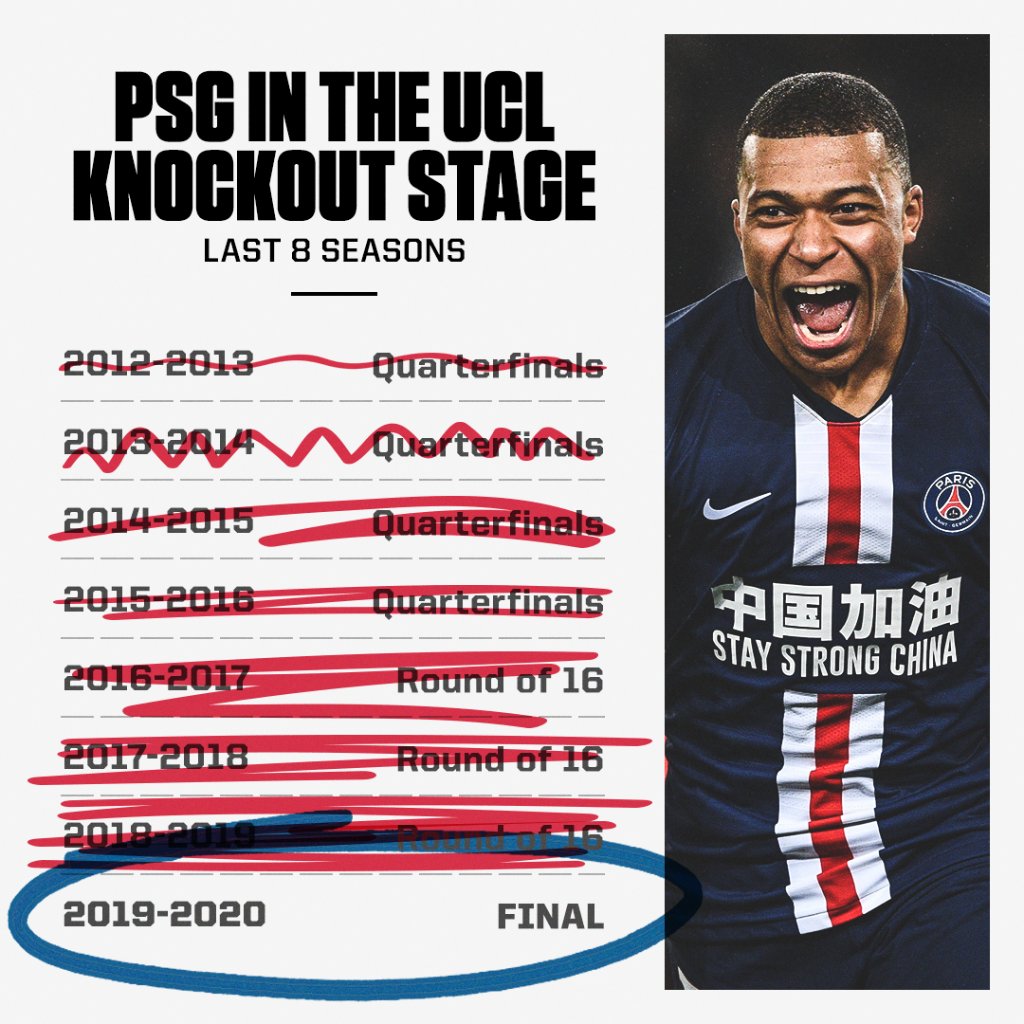 PSG IN THE UCL
KNOCKOUT STAGE
LAST 8 SEASONS
2012-2013 Quarterfinals
2013-2014 Quarterfinals
2014-2015 Quarterfinals
2015-2016 Quarterfinals
2016-2017 Round of 16
2017-2018 Round of 16
2018-2019 Round of 16
2019-2020 FINAL
PARIS
SAINT-GERMAIN
中国加油
STAY STRONG CHINA